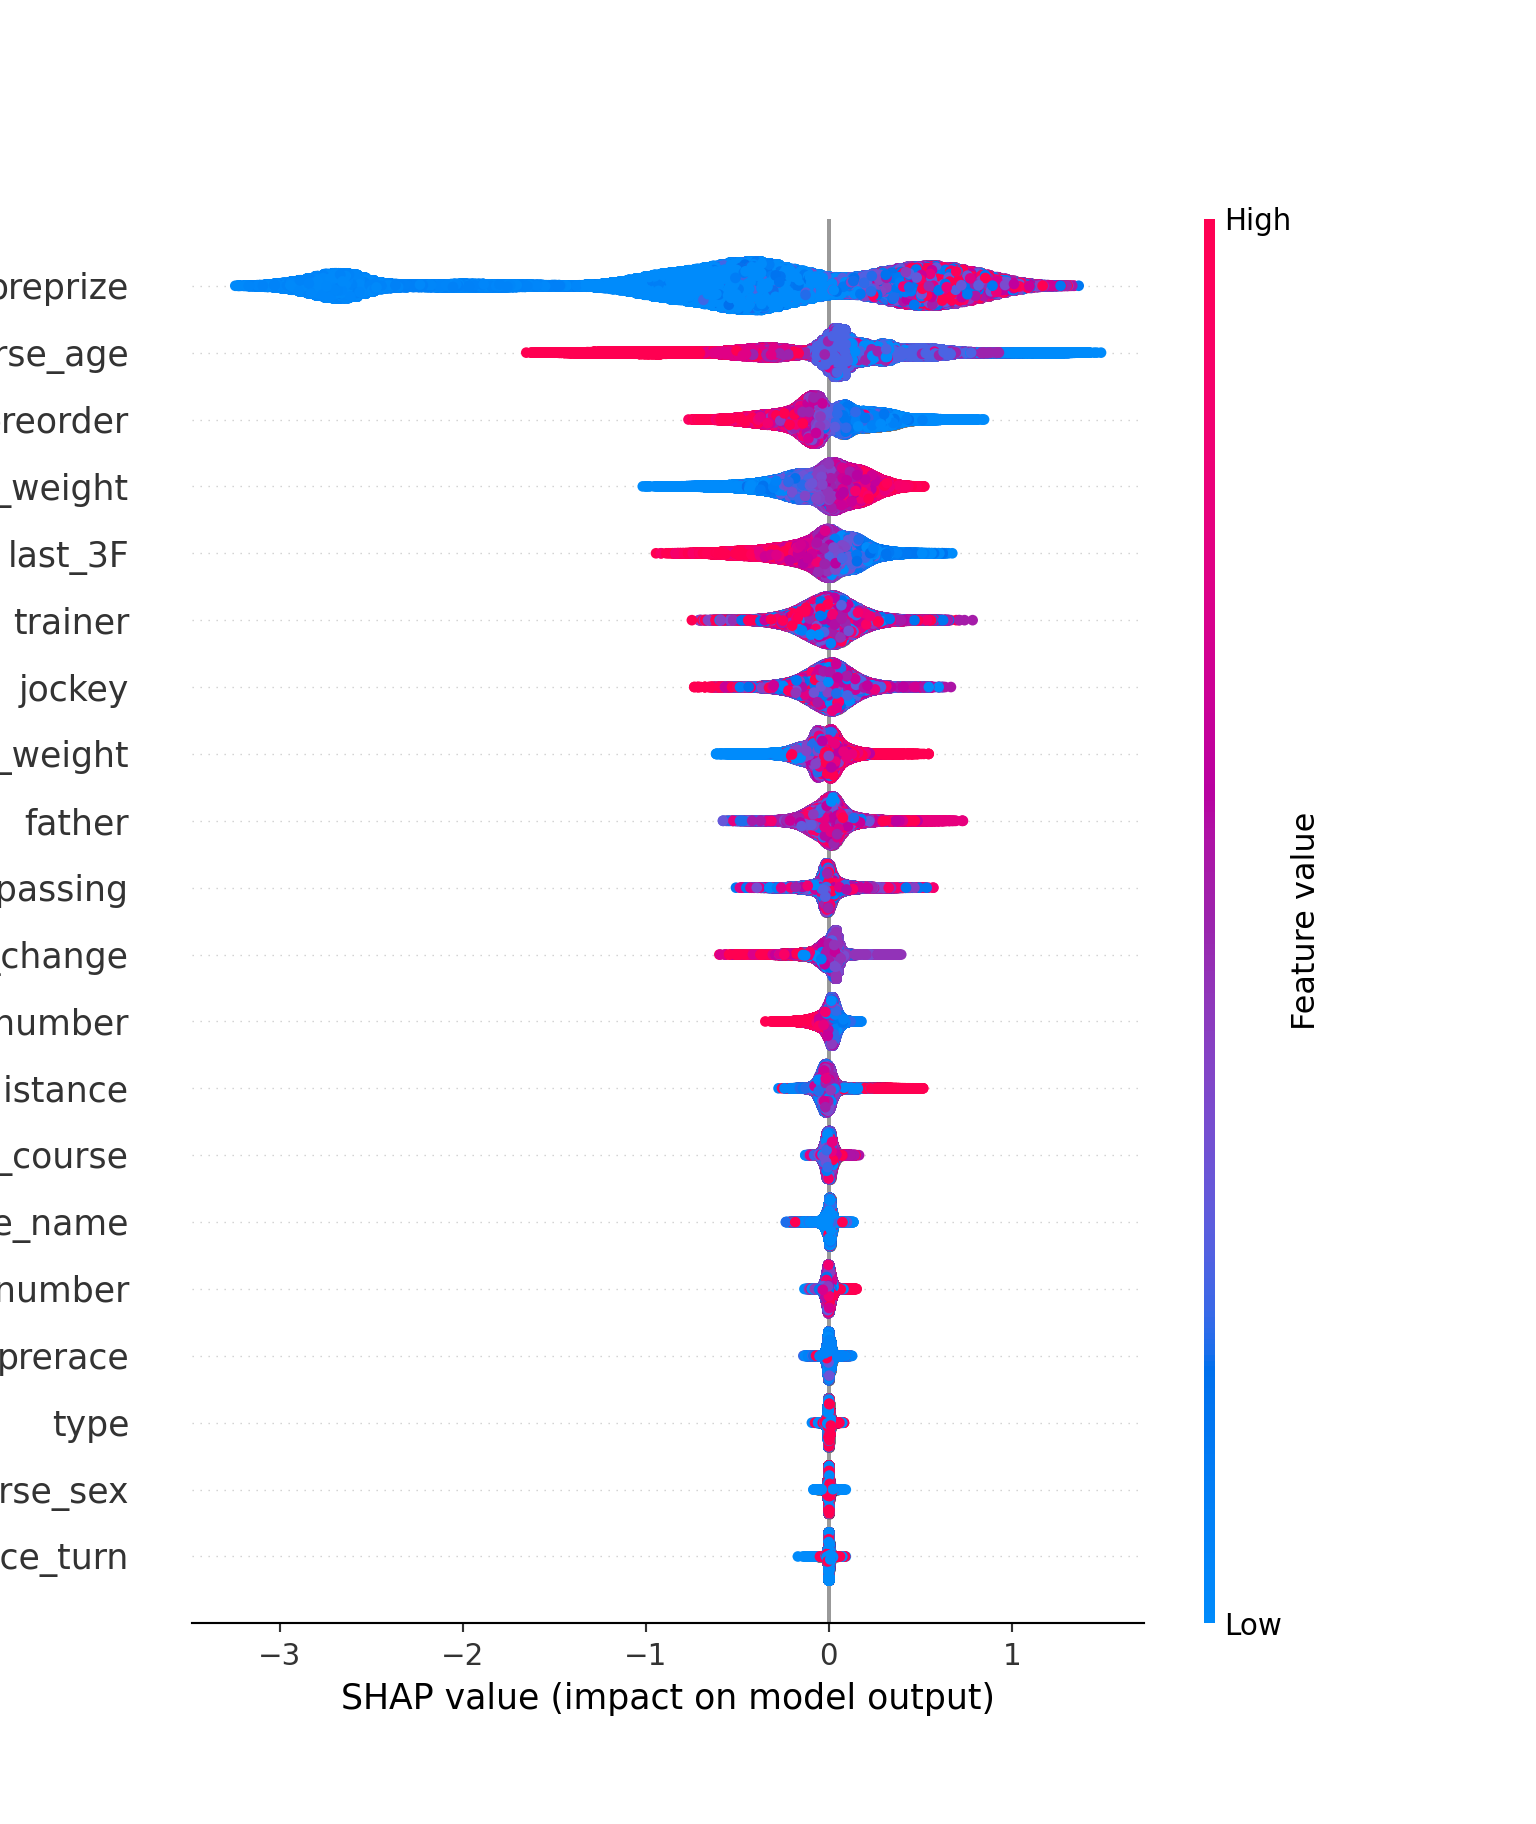 High
preprize
rse_age
reorder
_weight
last_3F
trainer
jockey
_weight
father
passing
_change
number
istance
_course
e_name
number
prerace
type
rse_sex
ce_turn
Feature value
Low
−3 −2 −1 0 1
SHAP value (impact on model output)